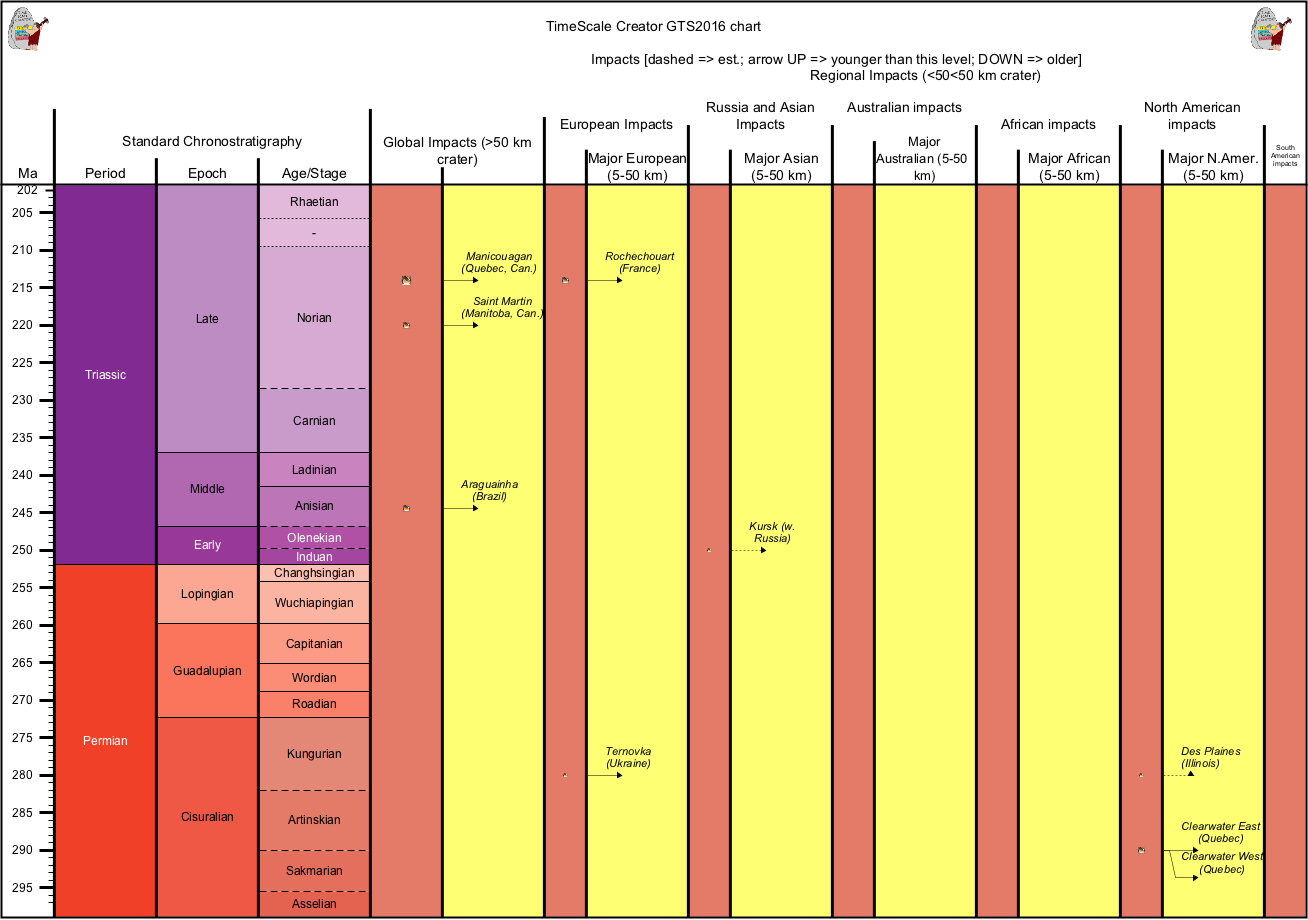 TimeScale Creator GTS2016 chart
Impacts [dashed => est.; arrow UP => younger than this level; DOWN => older]
Regional Impacts (<50<50 km crater)
Standard Chronostratigraphy
Global Impacts (>50 km
crater)
European Impacts
Russia and Asian
Impacts
Australian impacts
African impacts
North American
impacts
South
American
impacts
Ma
Period
Epoch
Age/Stage
Major European
(5-50 km)
Major Asian
(5-50 km)
Major
Australian (5-50
km)
Major African
(5-50 km)
Major N.Amer.
(5-50 km)
202
205
210
215
220
225
230
235
240
245
250
255
260
265
270
275
280
285
290
295
Triassic
Permian
Late
Middle
Early
Lopingian
Guadalupian
Cisuralian
Rhaetian
-
Norian
Carnian
Ladinian
Anisian
Olenekian
Induan
Changhsingian
Wuchiapingian
Capitanian
Wordian
Roadian
Kungurian
Artinskian
Sakmarian
Asselian
Manicouagan
(Quebec, Can.)
Saint Martin
(Manitoba, Can.)
Araguainha
(Brazil)
Rochechouart
(France)
Ternovka
(Ukraine)
Kursk (w.
Russia)
Des Plaines
(Illinois)
Clearwater East
(Quebec)
Clearwater West
(Quebec)